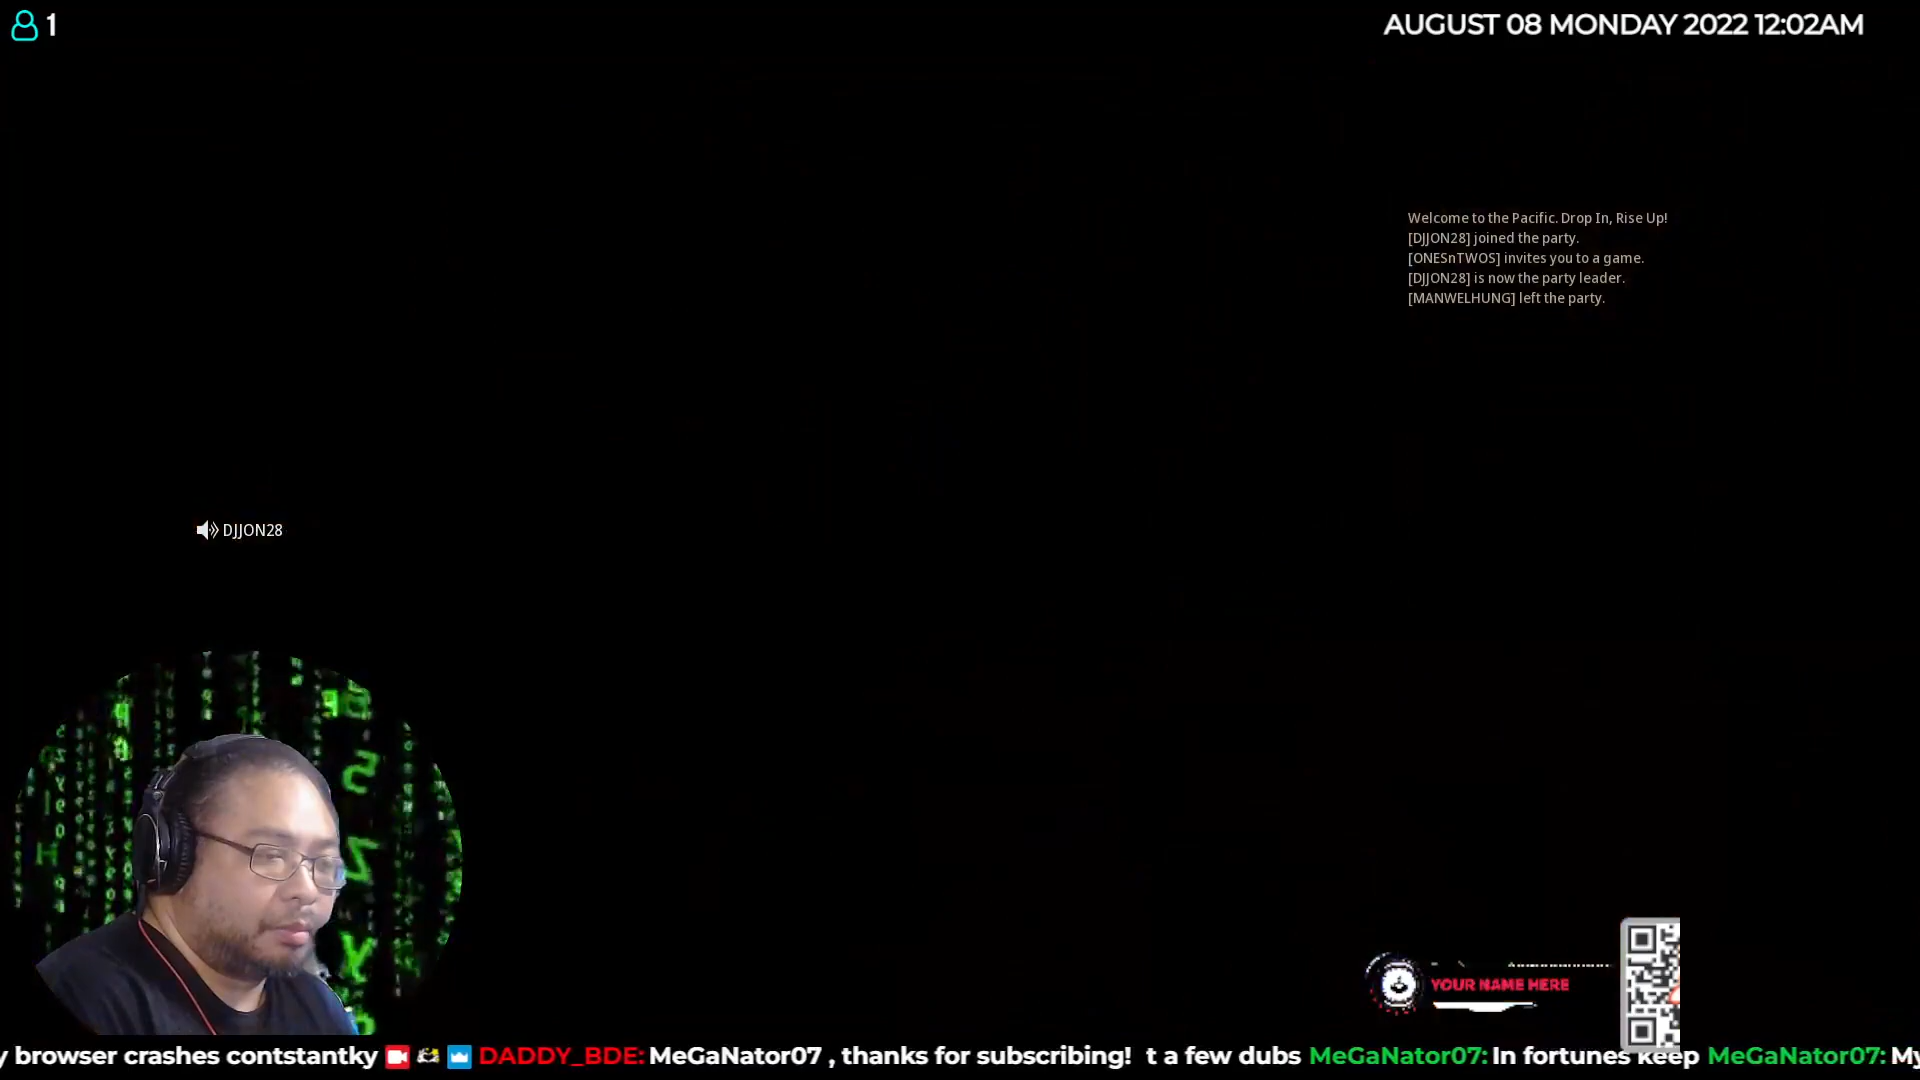 1
AUGUST 08 MONDAY 2022 12:02AM
Welcome to the Pacific. Drop In, Rise Up!
[DJJON28] joined the party.
[ONESnTWOS] invites you to a game.
[DJJON28] is now the party leader.
[MANWELHUNG] left the party.
DJJON28
YOUR NAME HERE
y browser crashes contstantky DADDY_BDE: MeGaNator07 , thanks for subscribing! t a few dubs MeGaNator07: In fortunes keep MeGaNator07: My